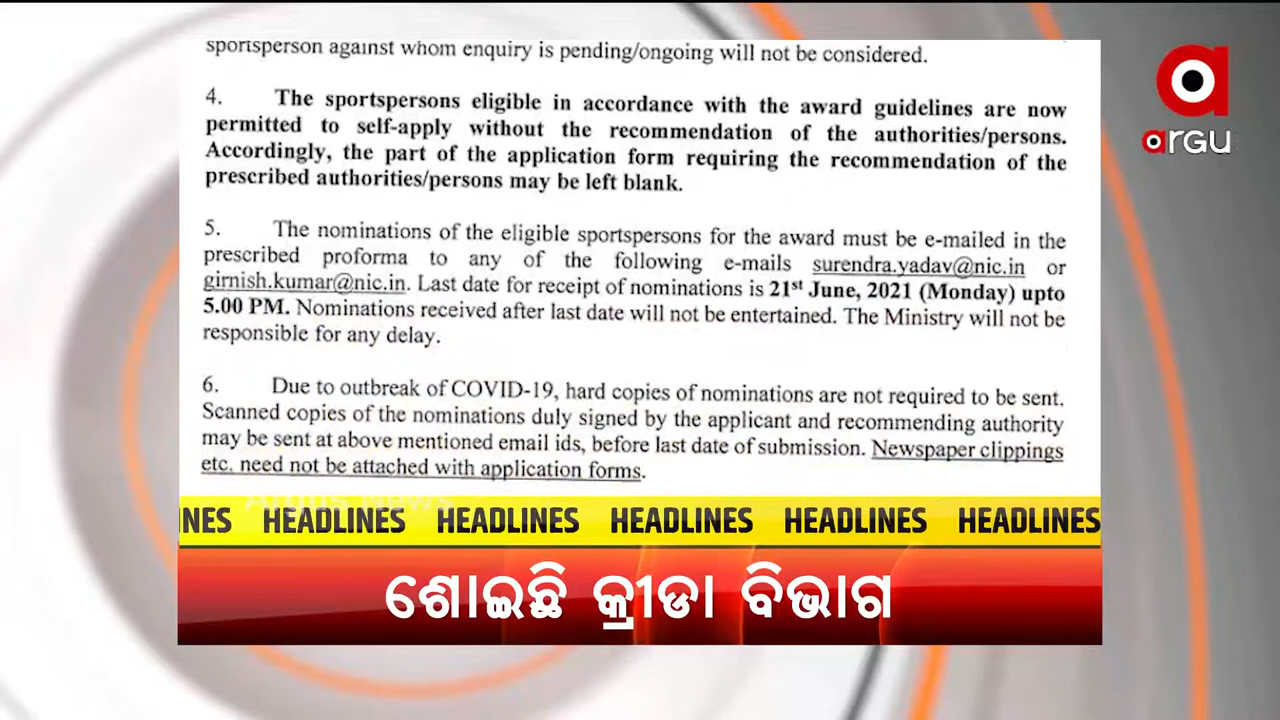 sportsperson against whom enquiry is pending/ongoing will not be considered.
4. The sportspersons eligible in accordance with the award guidelines are now
permitted to self-apply without the recommendation of the authorities/persons.
Accordingly, the part of the application form requiring the recommendation of the
prescribed authorities/persons may be left blank.
5. The nominations of the eligible sportspersons for the award must be e-mailed in the
prescribed proforma to any of the following e-mails surendra.yadav@nic.in or
girnish.kumar@nic.in. Last date for receipt of nominations is 21st June, 2021 (Monday) upto
5.00 PM. Nominations received after last date will not be entertained. The Ministry will not be
responsible for any delay.
6. Due to outbreak of COVID-19, hard copies of nominations are not required to be sent.
Scanned copies of the nominations duly signed by the applicant and recommending authority
may be sent at above mentioned email ids, before last date of submission. Newspaper clippings
etc. need not be attached with application forms.
argu
Argus News
INES HEADLINES HEADLINES HEADLINES HEADLINES HEADLINES
ଶୋଇଛି କ୍ରୀଡା ବିଭାଗ